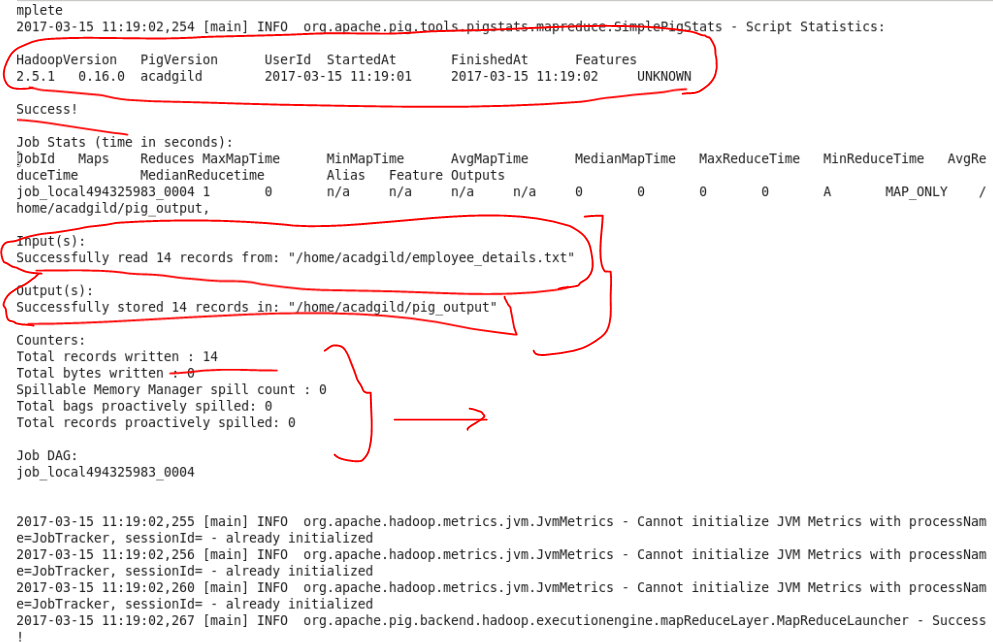 mplete
2017-03-15 11:19:02,254 [main] INFO  org.apache.pig.tools.pigstats.mapreduce.SimplePigStats - Script Statistics:
HadoopVersion   PigVersion      UserId  StartedAt       FinishedAt      Features
2.5.1   0.16.0  acadgild        2017-03-15 11:19:01     2017-03-15 11:19:02     UNKNOWN
Success!
Job Stats (time in seconds):
JobId   Maps    Reduces MaxMapTime      MinMapTime      AvgMapTime      MedianMapTime   MaxReduceTime   MinReduceTime   AvgRe
duceTime        MedianReducetime        Alias   Feature Outputs
job_local494325983_0004 1       0       n/a     n/a     n/a     n/a     0       0       0       0       A       MAP_ONLY    /
home/acadgild/pig_output,
Input(s):
Successfully read 14 records from: "/home/acadgild/employee_details.txt"
Output(s):
Successfully stored 14 records in: "/home/acadgild/pig_output"
Counters:
Total records written : 14
Total bytes written : 0
Spillable Memory Manager spill count : 0
Total bags proactively spilled: 0
Total records proactively spilled: 0
Job DAG:
job_local494325983_0004
2017-03-15 11:19:02,255 [main] INFO  org.apache.hadoop.metrics.jvm.JvmMetrics - Cannot initialize JVM Metrics with processNam
e=JobTracker, sessionId= - already initialized
2017-03-15 11:19:02,256 [main] INFO  org.apache.hadoop.metrics.jvm.JvmMetrics - Cannot initialize JVM Metrics with processNam
e=JobTracker, sessionId= - already initialized
2017-03-15 11:19:02,260 [main] INFO  org.apache.hadoop.metrics.jvm.JvmMetrics - Cannot initialize JVM Metrics with processNam
e=JobTracker, sessionId= - already initialized
2017-03-15 11:19:02,267 [main] INFO  org.apache.pig.backend.hadoop.executionengine.mapReduceLayer.MapReduceLauncher - Success
!